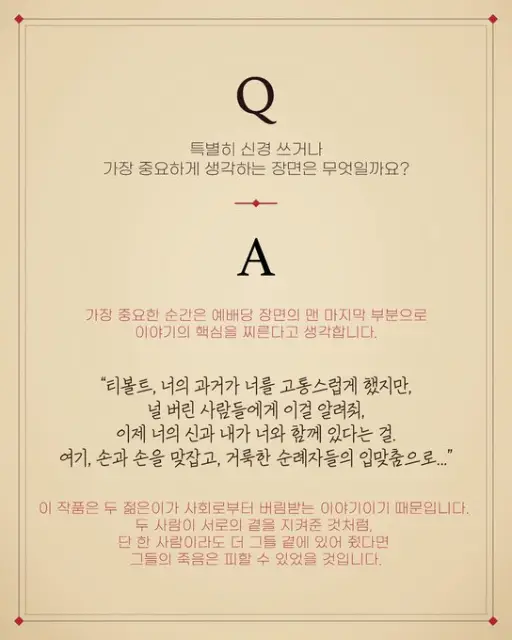 Q
특별히 신경 쓰거나
가장 중요하게 생각하는 장면은 무엇일까요?
A
가장 중요한 순간은 예배당 장면의 맨 마지막 부분으로
이야기의 핵심을 찌른다고 생각합니다.
“티볼트, 너의 과거가 너를 고통스럽게 했지만,
널 버린 사람들에게 이걸 알려줘,
이제 너의 신과 내가 너와 함께 있다는 걸.
여기, 손과 손을 맞잡고, 거룩한 순례자들의 입맞춤으로...”
이 작품은 두 젊은이가 사회로부터 버림받는 이야기이기 때문입니다.
두 사람이 서로의 곁을 지켜준 것처럼,
단 한 사람이라도 더 그들 곁에 있어 줬다면
그들의 죽음은 피할 수 있었을 것입니다.